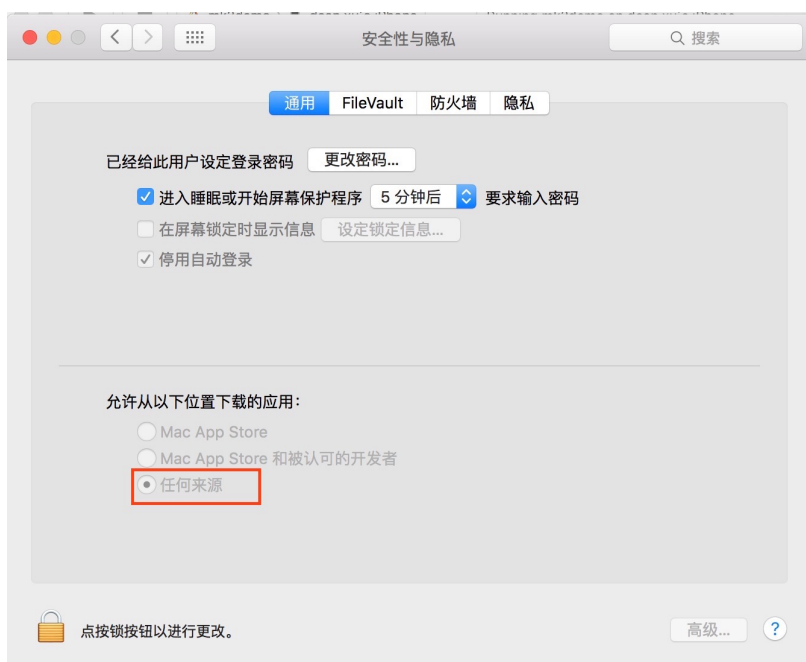 安全性与隐私
搜索
通用 FileVault 防火墙 隐私
已经给此用户设定登录密码 更改密码...
进入睡眠或开始屏幕保护程序 5 分钟后 要求输入密码
在屏幕锁定时显示信息 设定锁定信息...
停用自动登录
允许从以下位置下载的应用：
Mac App Store
Mac App Store 和被认可的开发者
任何来源
点按锁按钮以进行更改。
高级... ?